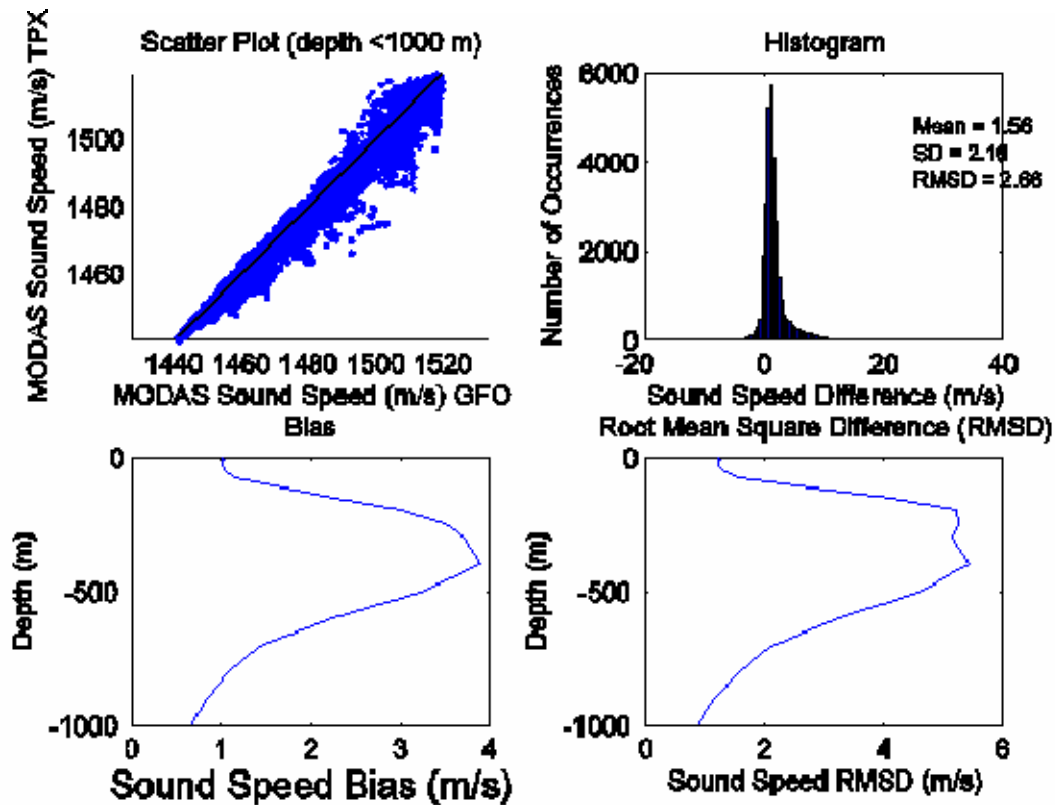 Scatter Plot (depth <1000 m)
MODAS Sound Speed (m/s) TPX
1500
1480
1460
1440 1460 1480 1500 1520
MODAS Sound Speed (m/s) GFO
Histogram
Number of Occurrences
6000
4000
2000
0
Mean = 1.56
SD = 2.16
RMSD = 2.66
-20 0 20 40
Sound Speed Difference (m/s)
Bias
Depth (m)
0
-500
-1000
0 1 2 3 4
Sound Speed Bias (m/s)
Root Mean Square Difference (RMSD)
Depth (m)
0
-500
-1000
0 2 4 6
Sound Speed RMSD (m/s)